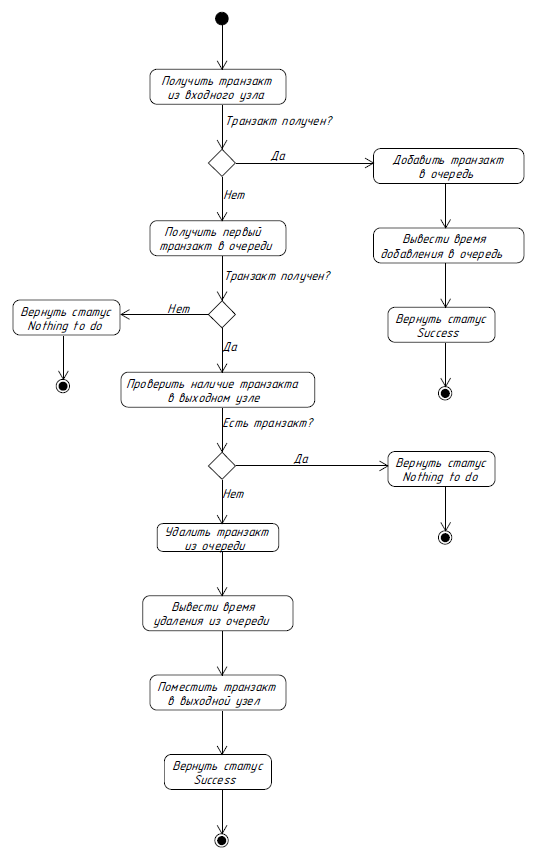 Получить транзакт
из входного узла
Транзакт получен?
Да
Добавить транзакт
в очередь
Нет
Получить первый
транзакт в очереди
Вывести время
добавления в очередь
Транзакт получен?
Вернуть статус
Nothing to do
Нет
Вернуть статус
Success
Да
Проверить наличие транзакта
в выходном узле
Есть транзакт?
Да
Вернуть статус
Nothing to do
Нет
Удалить транзакт
из очереди
Вывести время
удаления из очереди
Поместить транзакт
в выходной узел
Вернуть статус
Success